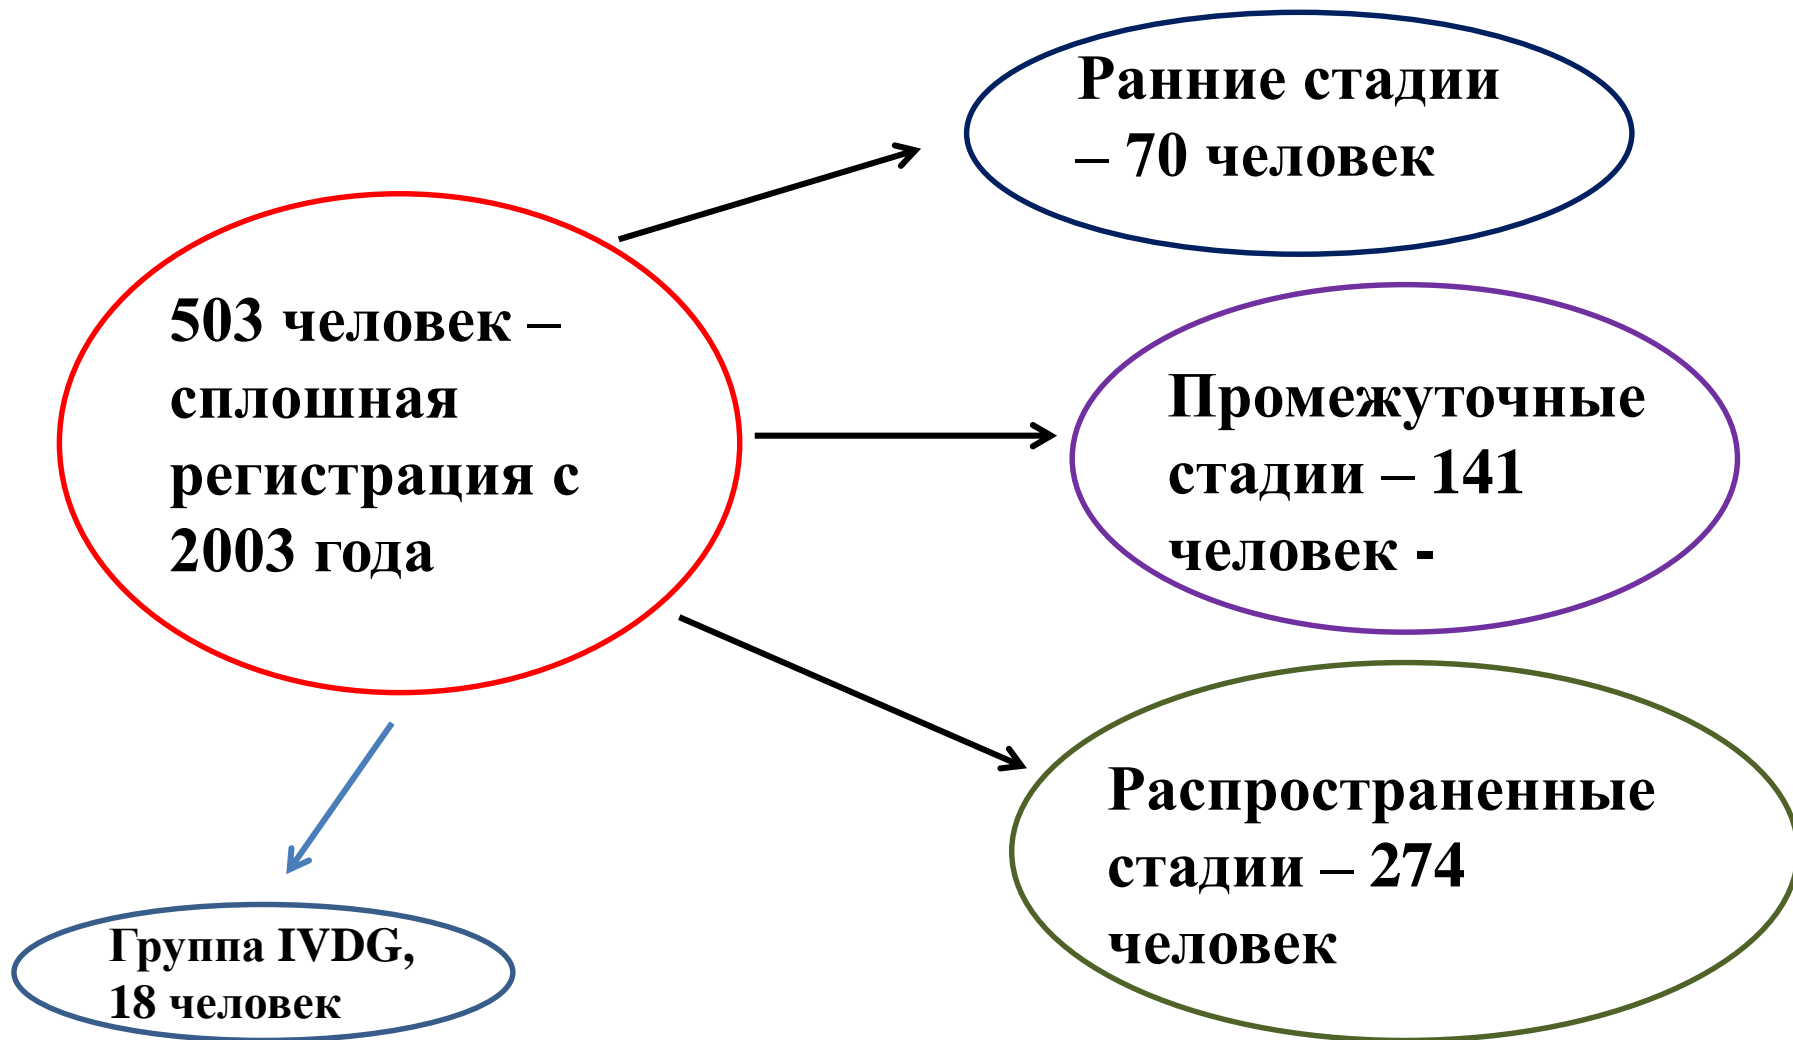 503 человек –
сплошная
регистрация с
2003 года
Ранние стадии
– 70 человек
Промежуточные
стадии – 141
человек -
Распространенные
стадии – 274
человек
Группа IVDG,
18 человек